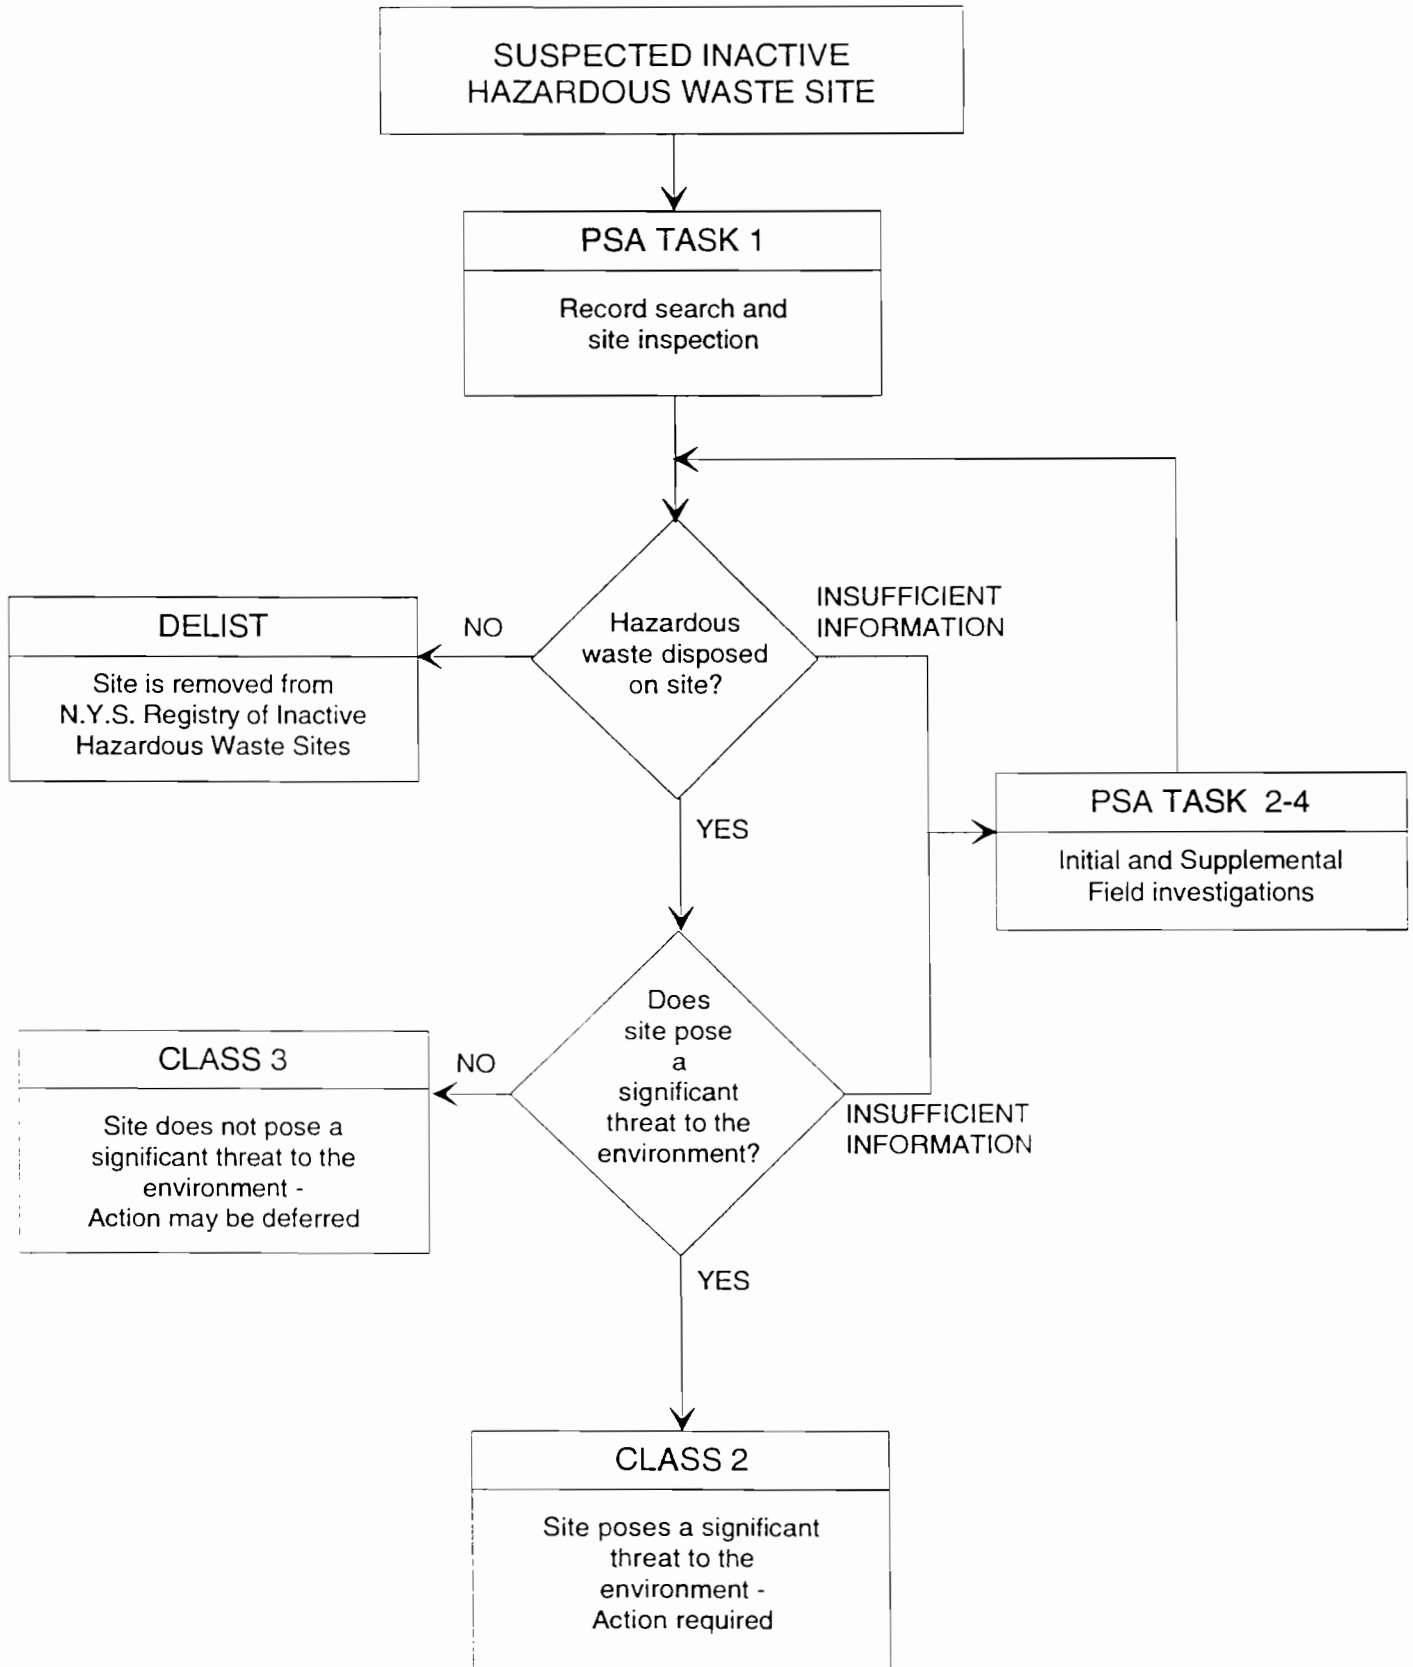 SUSPECTED INACTIVE
HAZARDOUS WASTE SITE
PSA TASK 1
Record search and
site inspection
Hazardous
waste disposed
on site?
NO
DELIST
Site is removed from
N.Y.S. Registry of Inactive
Hazardous Waste Sites
INSUFFICIENT
INFORMATION
PSA TASK 2-4
Initial and Supplemental
Field investigations
YES
Does
site pose
a
significant
threat to the
environment?
NO
CLASS 3
Site does not pose a
significant threat to the
environment -
Action may be deferred
INSUFFICIENT
INFORMATION
YES
CLASS 2
Site poses a significant
threat to the
environment -
Action required